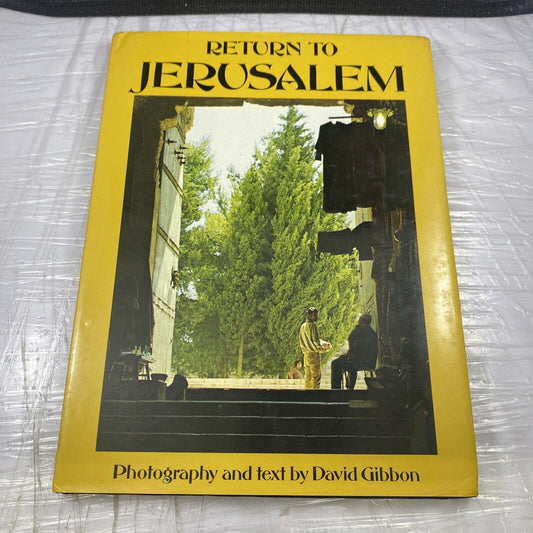 RETURN TO
JERUSALEM
Photography and text by David Gibbon